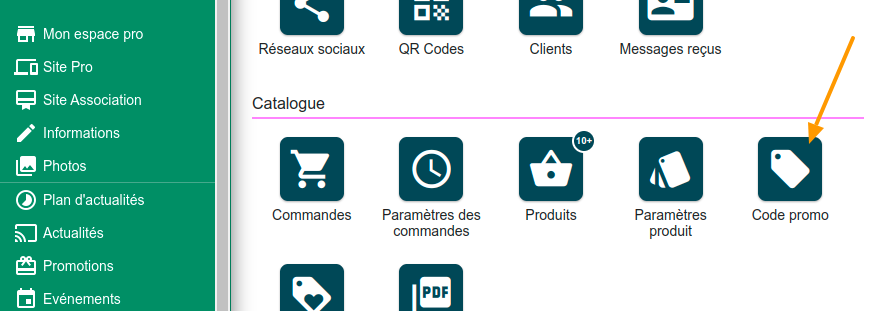 Mon espace pro
Site Pro
Site Association
Informations
Photos
Plan d'actualités
Actualités
Promotions
Evénements
Réseaux sociaux
QR Codes
Clients
Messages reçus
Catalogue
10+
Commandes
Paramètres des
commandes
Produits
Paramètres
produit
Code promo
PDF